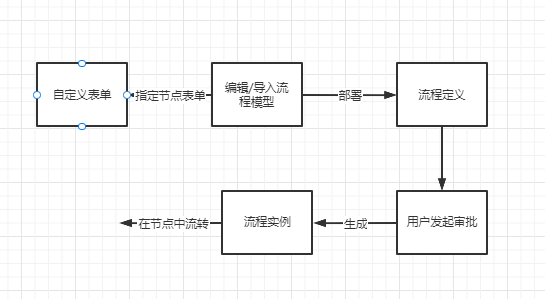 自定义表单
指定节点表单
编辑/导入流
程模型
部署
流程定义
在节点中流转
流程实例
生成
用户发起审批